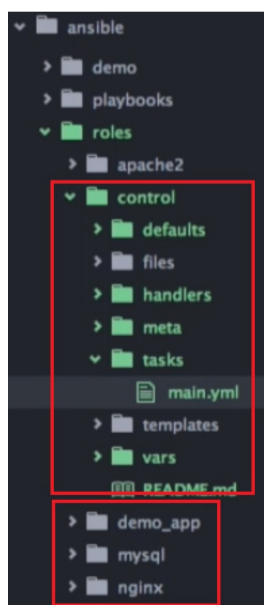 ansible
demo
playbooks
roles
apache2
control
defaults
files
handlers
meta
tasks
main.yml
templates
vars
README.md
demo_app
mysql
nginx